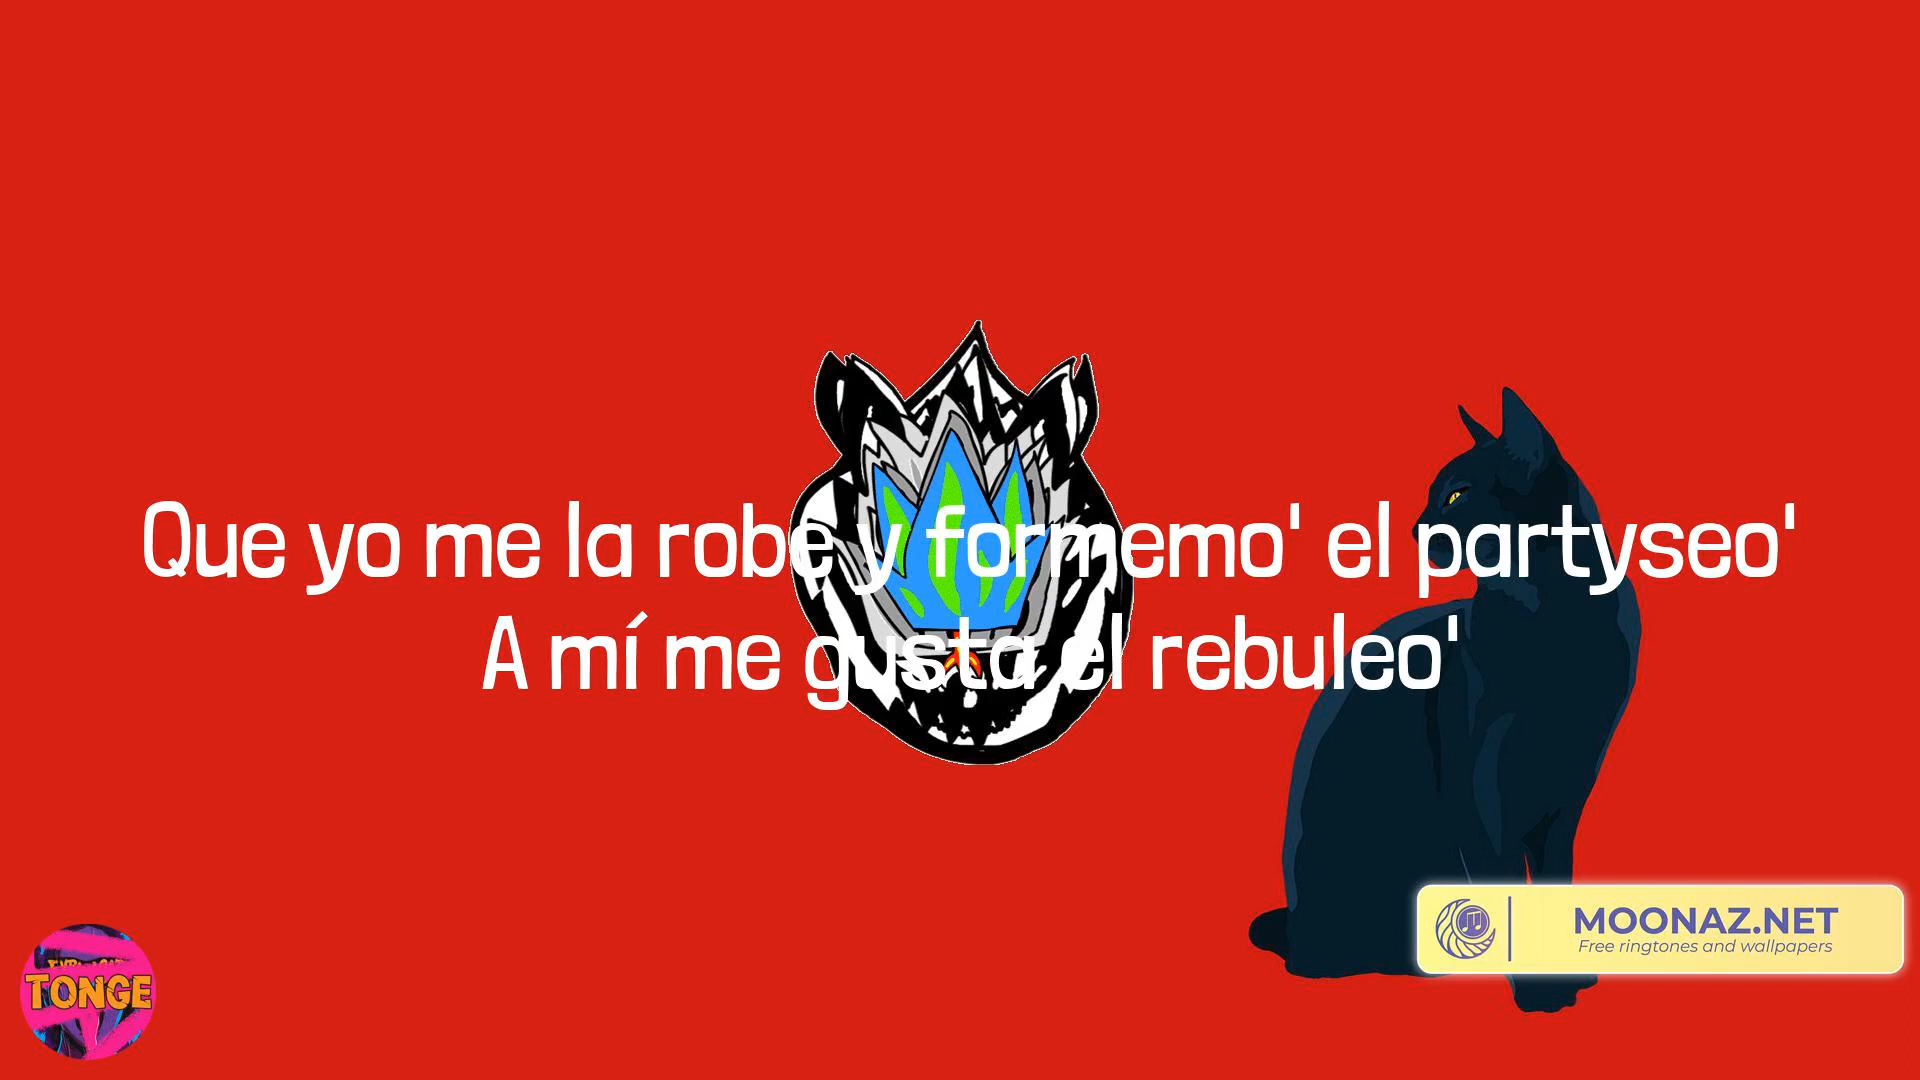 Que yo me la robe y formemo' el partyseo'
A mí me gusta el rebuleo'
MOONAZ.NET
Free ringtones and wallpapers
TONGE